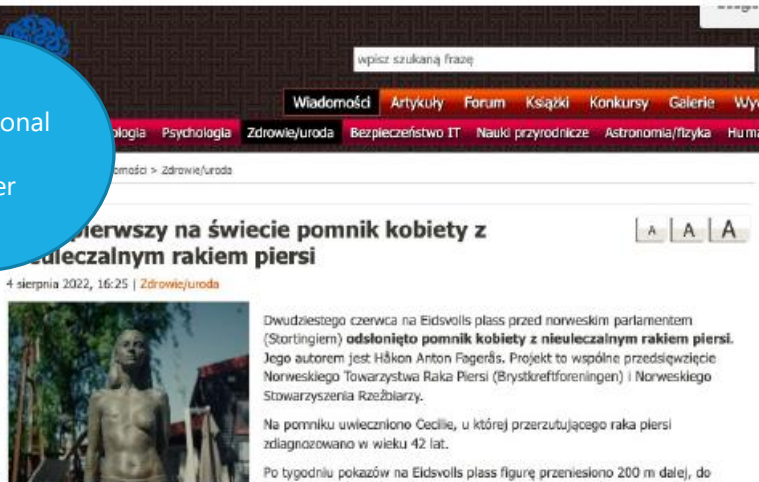 wpisz szukaną frazę
Wiadomości Artykuły Forum Książki Konkursy Galerie
Psychologia Zdrowie/uroda Bezpieczeństwo IT Nauki przyrodnicze Astronomia/fizyka
> Zdrowie/uroda
pierwszy na świecie pomnik kobiety z
nieuleczalnym rakiem piersi
A A A
4 sierpnia 2022, 16:25 | Zdrowie/uroda
Dwudziestego czerwca na Eidsvolls plass przed norweskim parlamentem
(Stortingiem) odsłonięto pomnik kobiety z nieuleczalnym rakiem piersi.
Jego autorem jest Håkon Anton Fagerås. Projekt to wspólne przedsięwzięcie
Norweskiego Towarzystwa Raka Piersi (Brystkreftforeningen) i Norweskiego
Stowarzyszenia Rzeźbiarzy.
Na pomniku uwieczniono Cecilie, u której przerzutującego raka piersi
zdiagnozowano w wieku 42 lat.
Po tygodniu pokazów na Eidsvolls plass figurę przeniesiono 200 m dalej, do